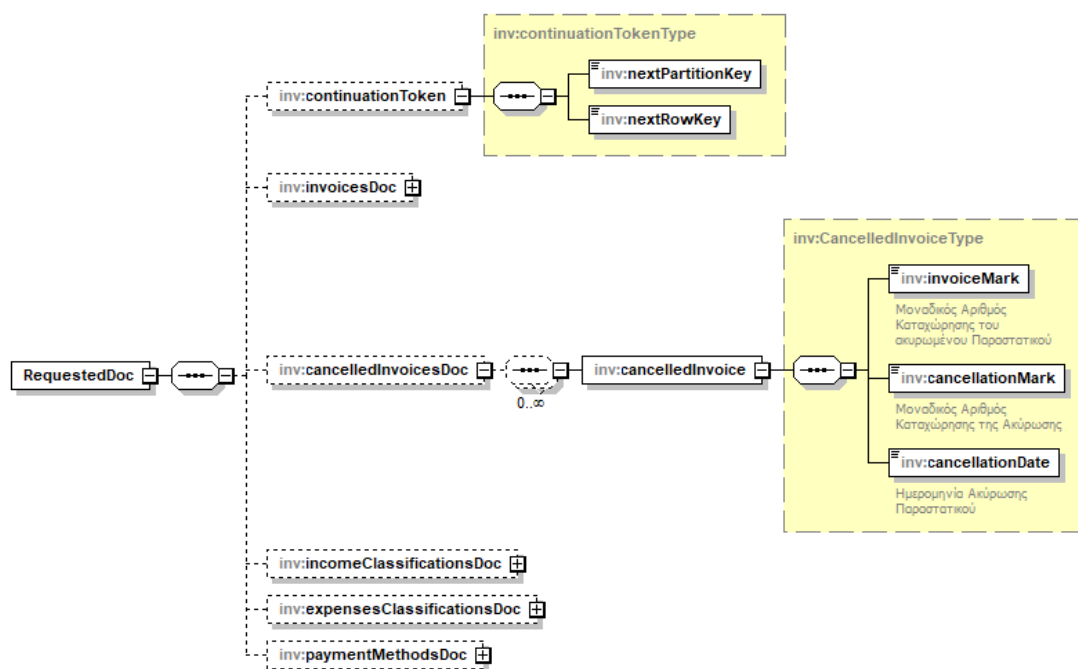 inv:continuationTokenType
inv:nextPartitionKey
inv:continuationToken
inv:nextRowKey
inv:invoicesDoc
inv:CancelledInvoiceType
inv:invoiceMark
Μοναδικός Αριθμός
Καταχώρησης του
ακυρωμένου Παραστατικού
RequestedDoc
inv:cancelledInvoicesDoc
0..∞
inv:cancelledInvoice
inv:cancellationMark
Μοναδικός Αριθμός
Καταχώρησης της Ακύρωσης
inv:cancellationDate
Ημερομηνία Ακύρωσης
Παραστατικού
inv:incomeClassificationsDoc
inv:expensesClassificationsDoc
inv:paymentMethodsDoc